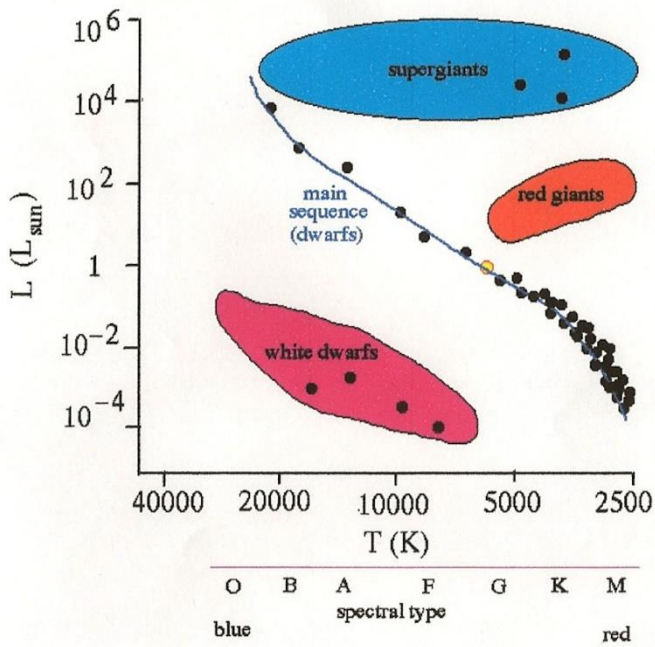 10^6
10^4
10^2
1
10^-2
10^-4
L (L_sun)
supergiants
red giants
main
sequence
(dwarfs)
white dwarfs
40000 20000 10000 5000 2500
T (K)
O B A F G K M
spectral type
blue red